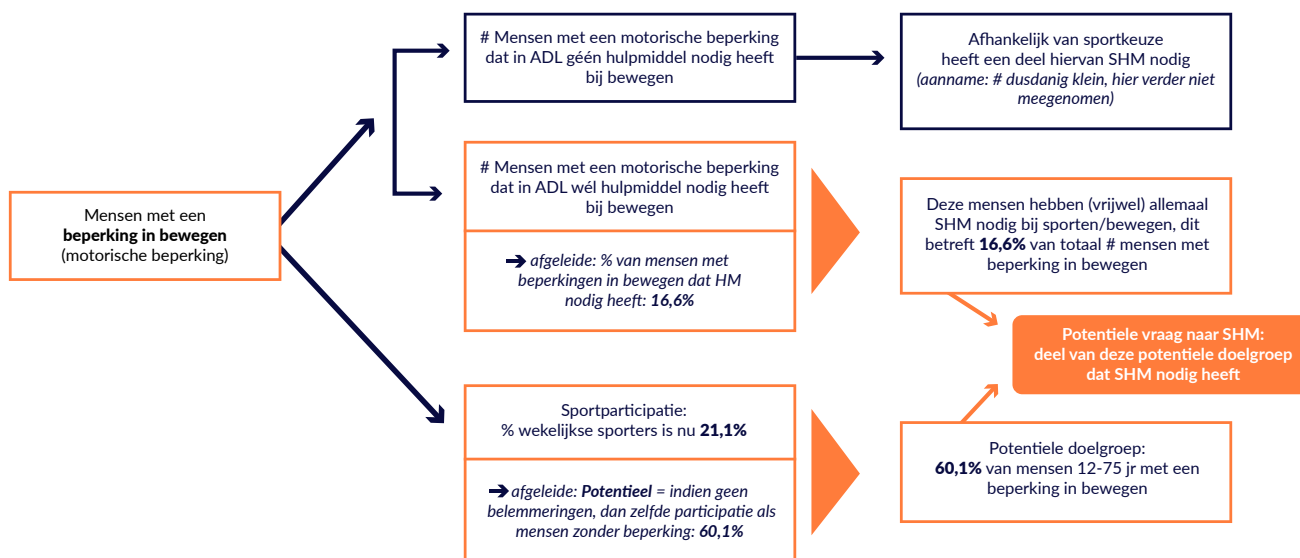 # Mensen met een motorische beperking
dat in ADL géén hulpmiddel nodig heeft
bij bewegen
Afhankelijk van sportkeuze
heeft een deel hiervan SHM nodig
(aanname: # dusdanig klein, hier verder niet
meegenomen)
# Mensen met een motorische beperking
dat in ADL wél hulpmiddel nodig heeft
bij bewegen
Mensen met een
beperking in bewegen
(motorische beperking)
Deze mensen hebben (vrijwel) allemaal
SHM nodig bij sporten/bewegen, dit
betreft 16,6% van totaal # mensen met
beperking in bewegen
➔ afgeleide: % van mensen met
beperkingen in bewegen dat HM
nodig heeft: 16,6%
Potentiele vraag naar SHM:
deel van deze potentiele doelgroep
dat SHM nodig heeft
Sportparticipatie:
% wekelijkse sporters is nu 21,1%
Potentiele doelgroep:
60,1% van mensen 12-75 jr met een
beperking in bewegen
➔ afgeleide: Potentieel = indien geen
belemmeringen, dan zelfde participatie als
mensen zonder beperking: 60,1%